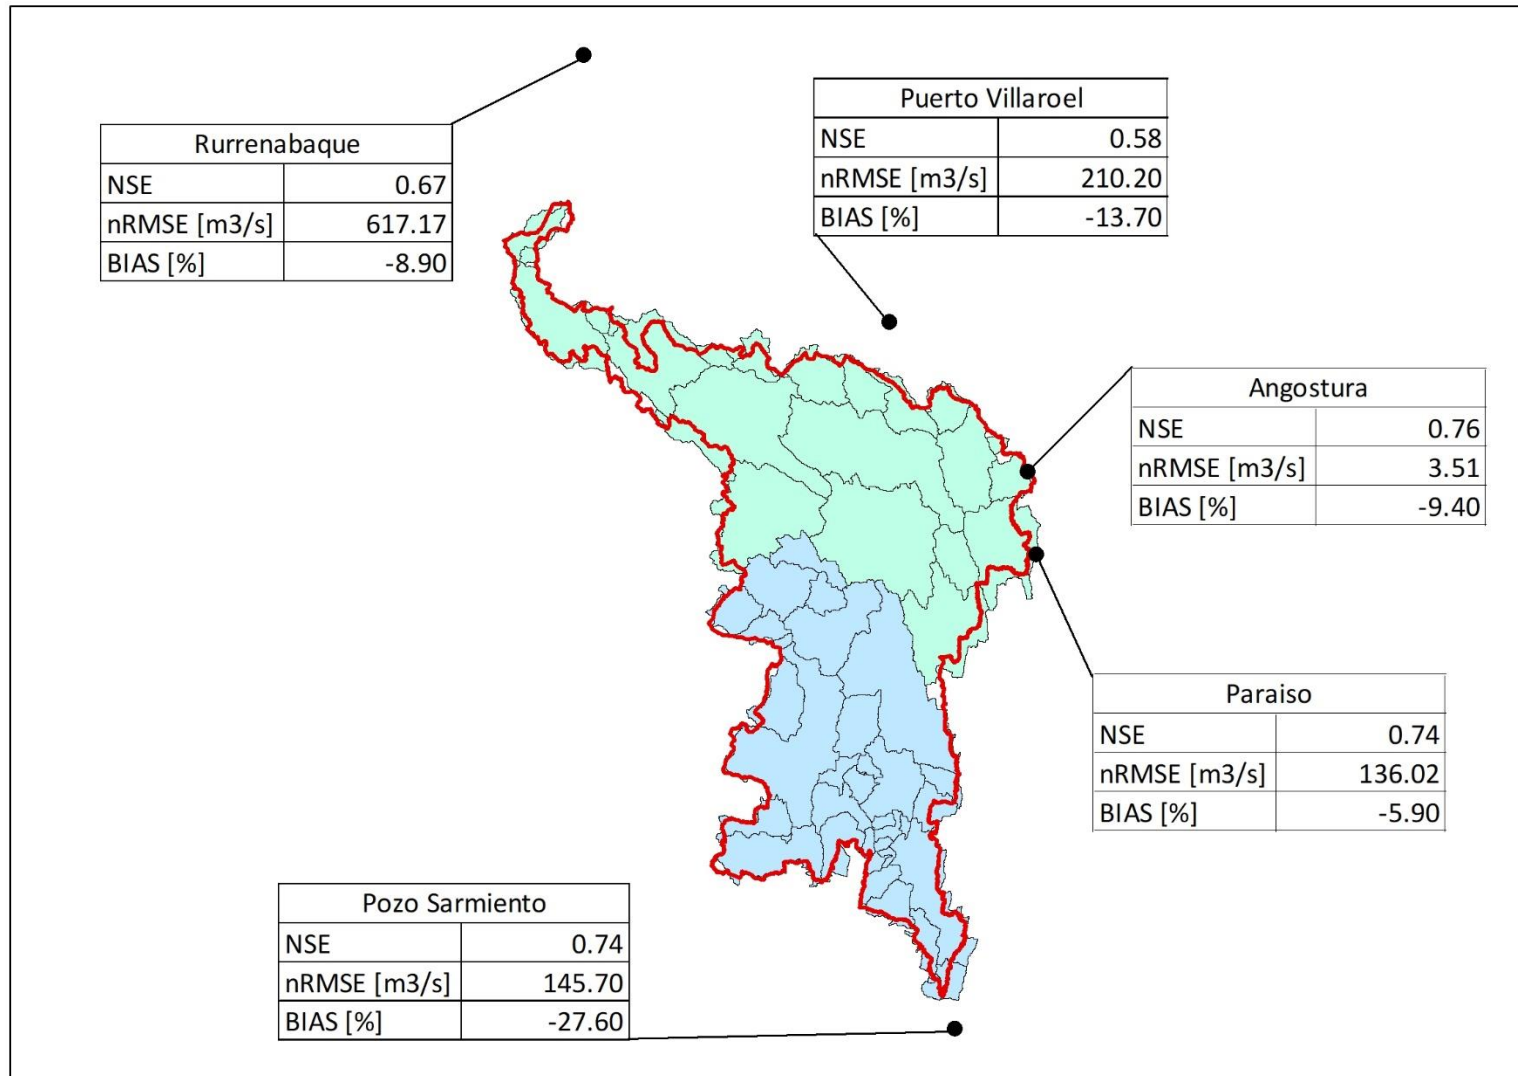 Rurrenabaque
NSE 0.67
nRMSE [m3/s] 617.17
BIAS [%] -8.90
Puerto Villaroel
NSE 0.58
nRMSE [m3/s] 210.20
BIAS [%] -13.70
Angostura
NSE 0.76
nRMSE [m3/s] 3.51
BIAS [%] -9.40
Paraiso
NSE 0.74
nRMSE [m3/s] 136.02
BIAS [%] -5.90
Pozo Sarmiento
NSE 0.74
nRMSE [m3/s] 145.70
BIAS [%] -27.60